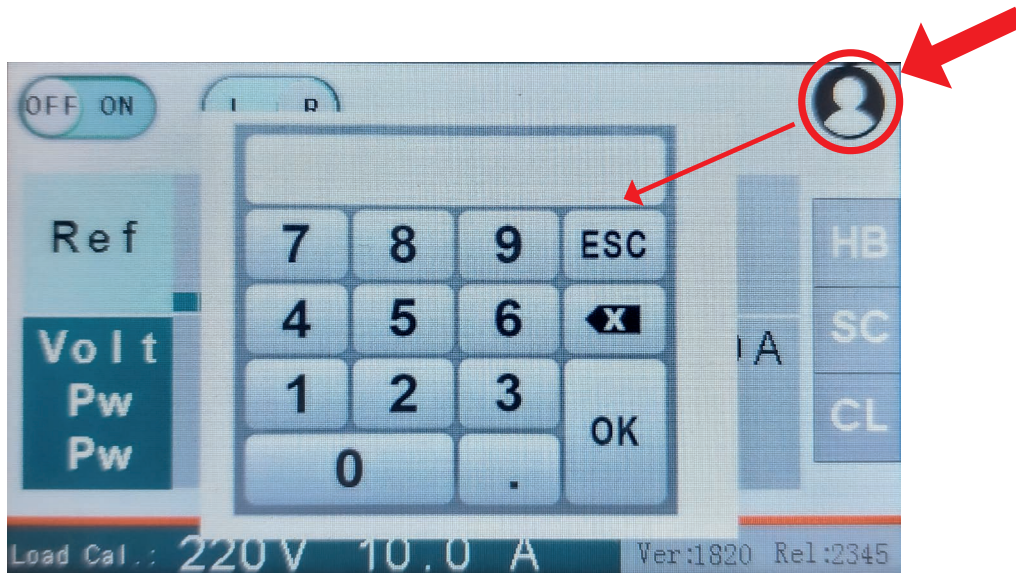 OFF ON
L R
Ref
7 8 9 ESC
HB
4 5 6 X
SC
Volt
A
1 2 3
Pw
CL
OK
Pw
0 .
Load Cal.: 220V 10.0 A Ver:1820 Rel:2345